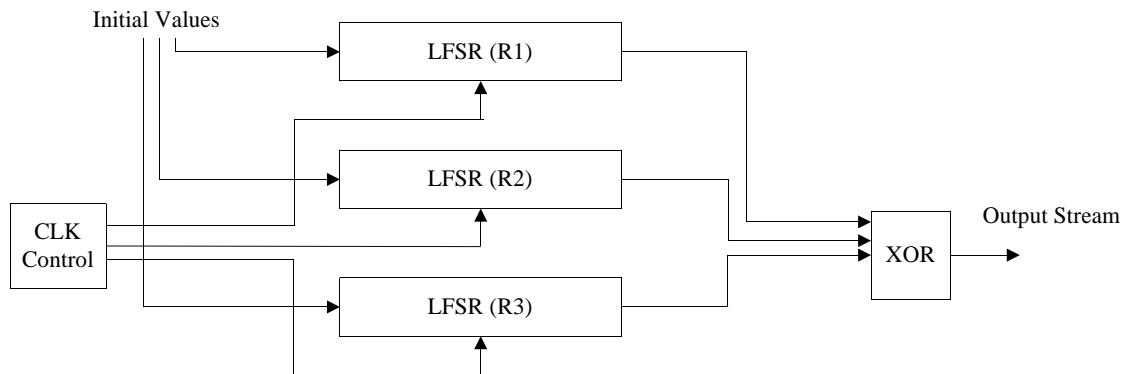 Initial Values
LFSR (R1)
LFSR (R2)
CLK
Control
LFSR (R3)
XOR
Output Stream